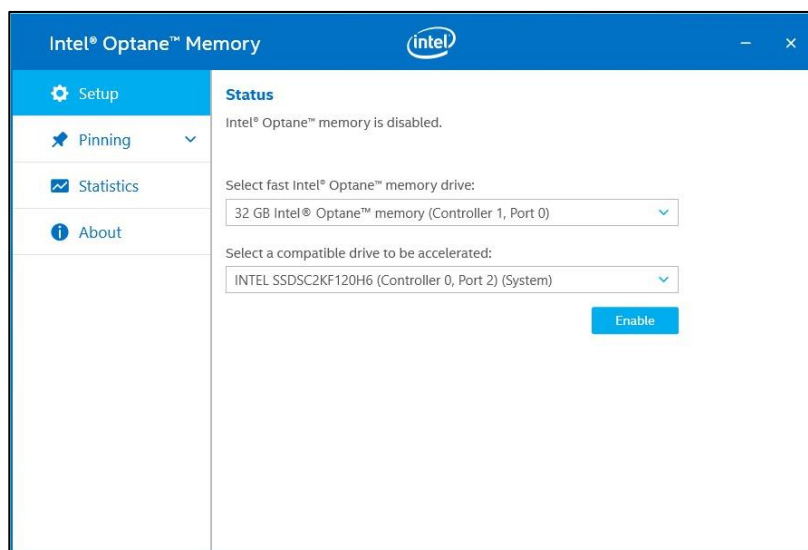 Intel® Optane™ Memory
intel
Setup
Pinning
Statistics
About
Status
Intel® Optane™ memory is disabled.
Select fast Intel® Optane™ memory drive:
32 GB Intel® Optane™ memory (Controller 1, Port 0)
Select a compatible drive to be accelerated:
INTEL SSDSC2KF120H6 (Controller 0, Port 2) (System)
Enable